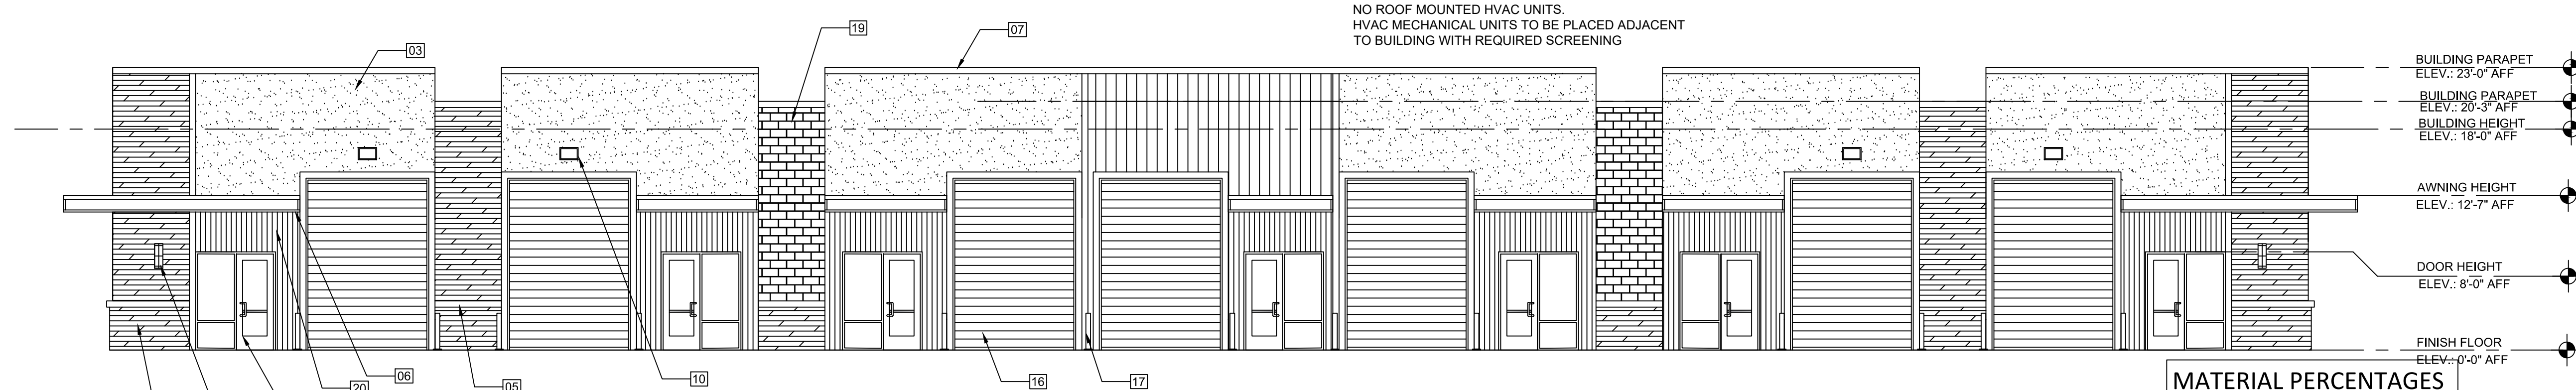 NO ROOF MOUNTED HVAC UNITS.
HVAC MECHANICAL UNITS TO BE PLACED ADJACENT
TO BUILDING WITH REQUIRED SCREENING
19
07
03
BUILDING PARAPET
ELEV.: 23'-0" AFF
BUILDING PARAPET
ELEV.: 20'-3" AFF
BUILDING HEIGHT
ELEV.: 18'-0" AFF
AWNING HEIGHT
ELEV.: 12'-7" AFF
DOOR HEIGHT
ELEV.: 8'-0" AFF
FINISH FLOOR
ELEV.: 0'-0" AFF
20
06
05
10
16
17
MATERIAL PERCENTAGES